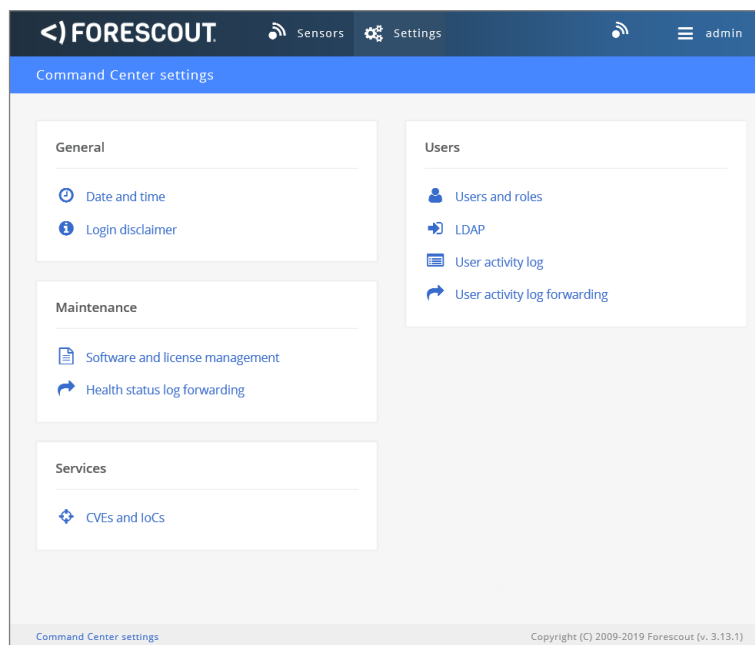 <) FORESCOUT. Sensors Settings admin
Command Center settings
General
Date and time
Login disclaimer
Maintenance
Software and license management
Health status log forwarding
Services
CVEs and IoCs
Users
Users and roles
LDAP
User activity log
User activity log forwarding
Command Center settings Copyright (C) 2009-2019 Forescout (v. 3.13.1)